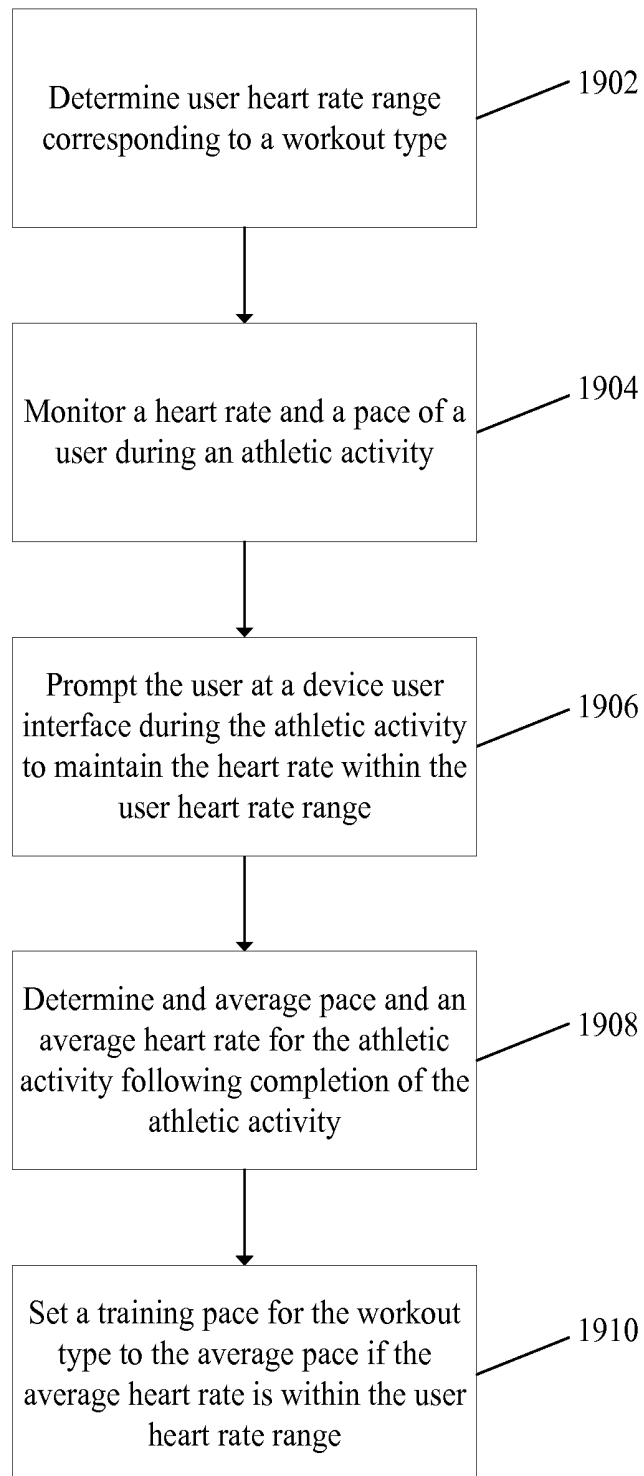 Determine user heart rate range
corresponding to a workout type
1902
Monitor a heart rate and a pace of a
user during an athletic activity
1904
Prompt the user at a device user
interface during the athletic activity
to maintain the heart rate within the
user heart rate range
1906
Determine and average pace and an
average heart rate for the athletic
activity following completion of the
athletic activity
1908
Set a training pace for the workout
type to the average pace if the
average heart rate is within the user
heart rate range
1910